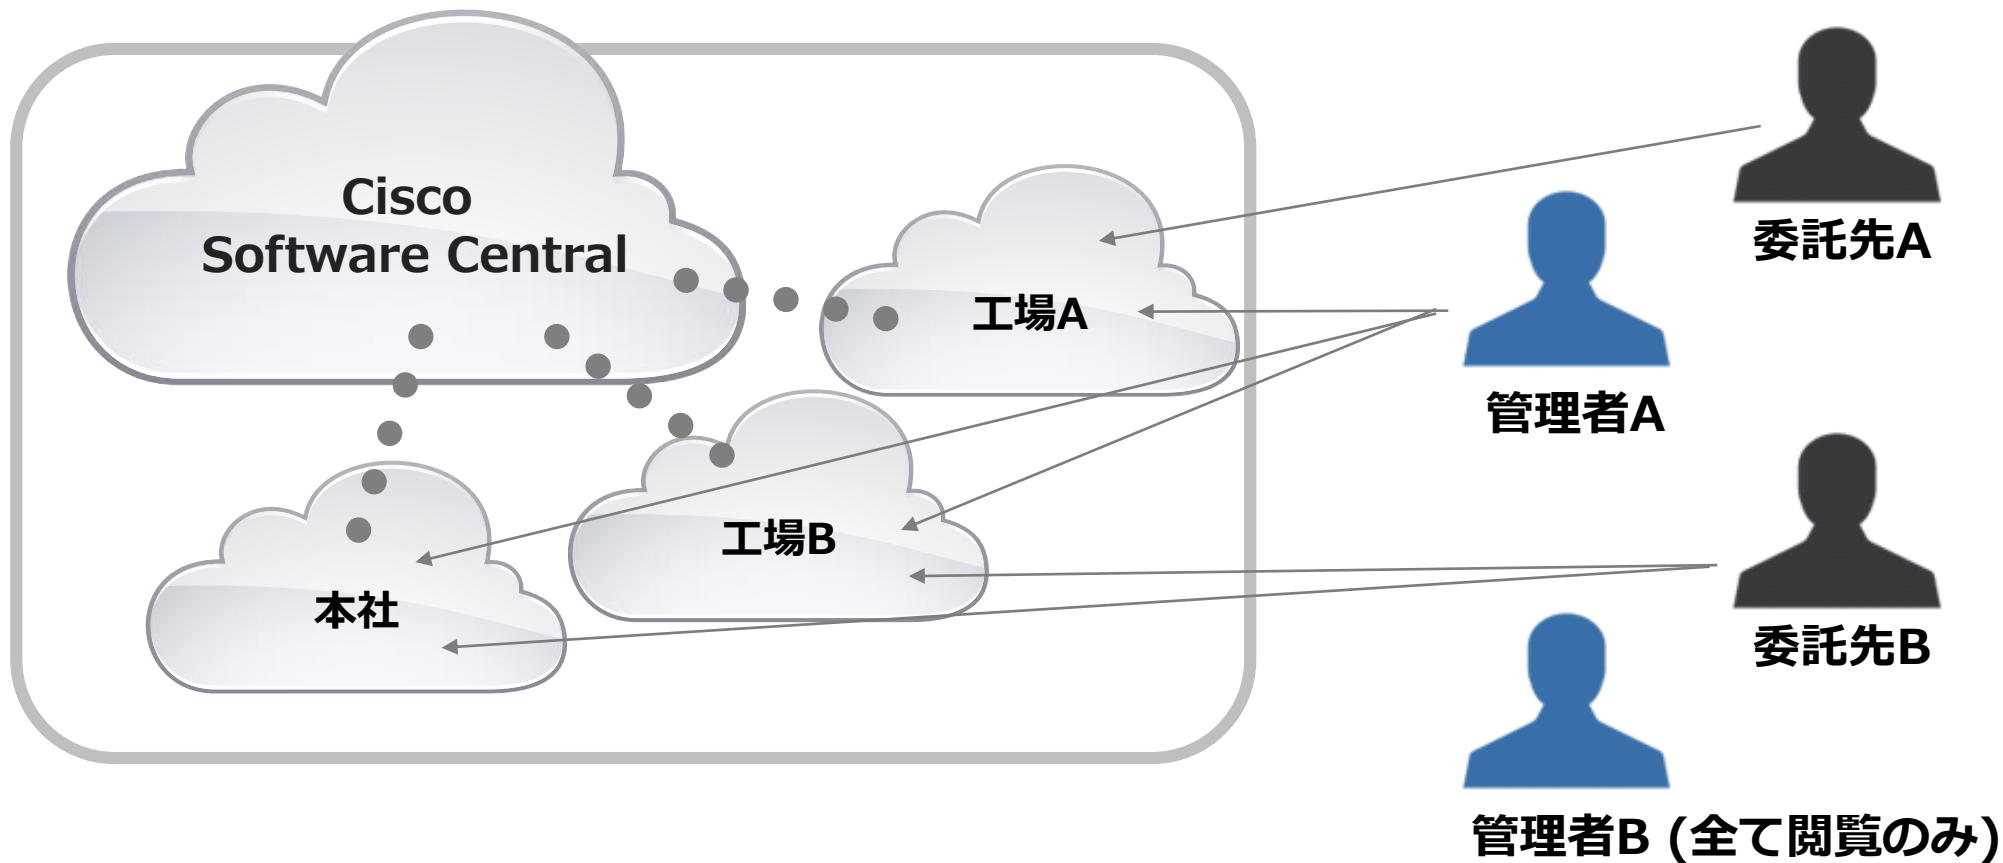 Cisco
Software Central
工場A
工場B
本社
委託先A
管理者A
委託先B
管理者B (全て閲覧のみ)